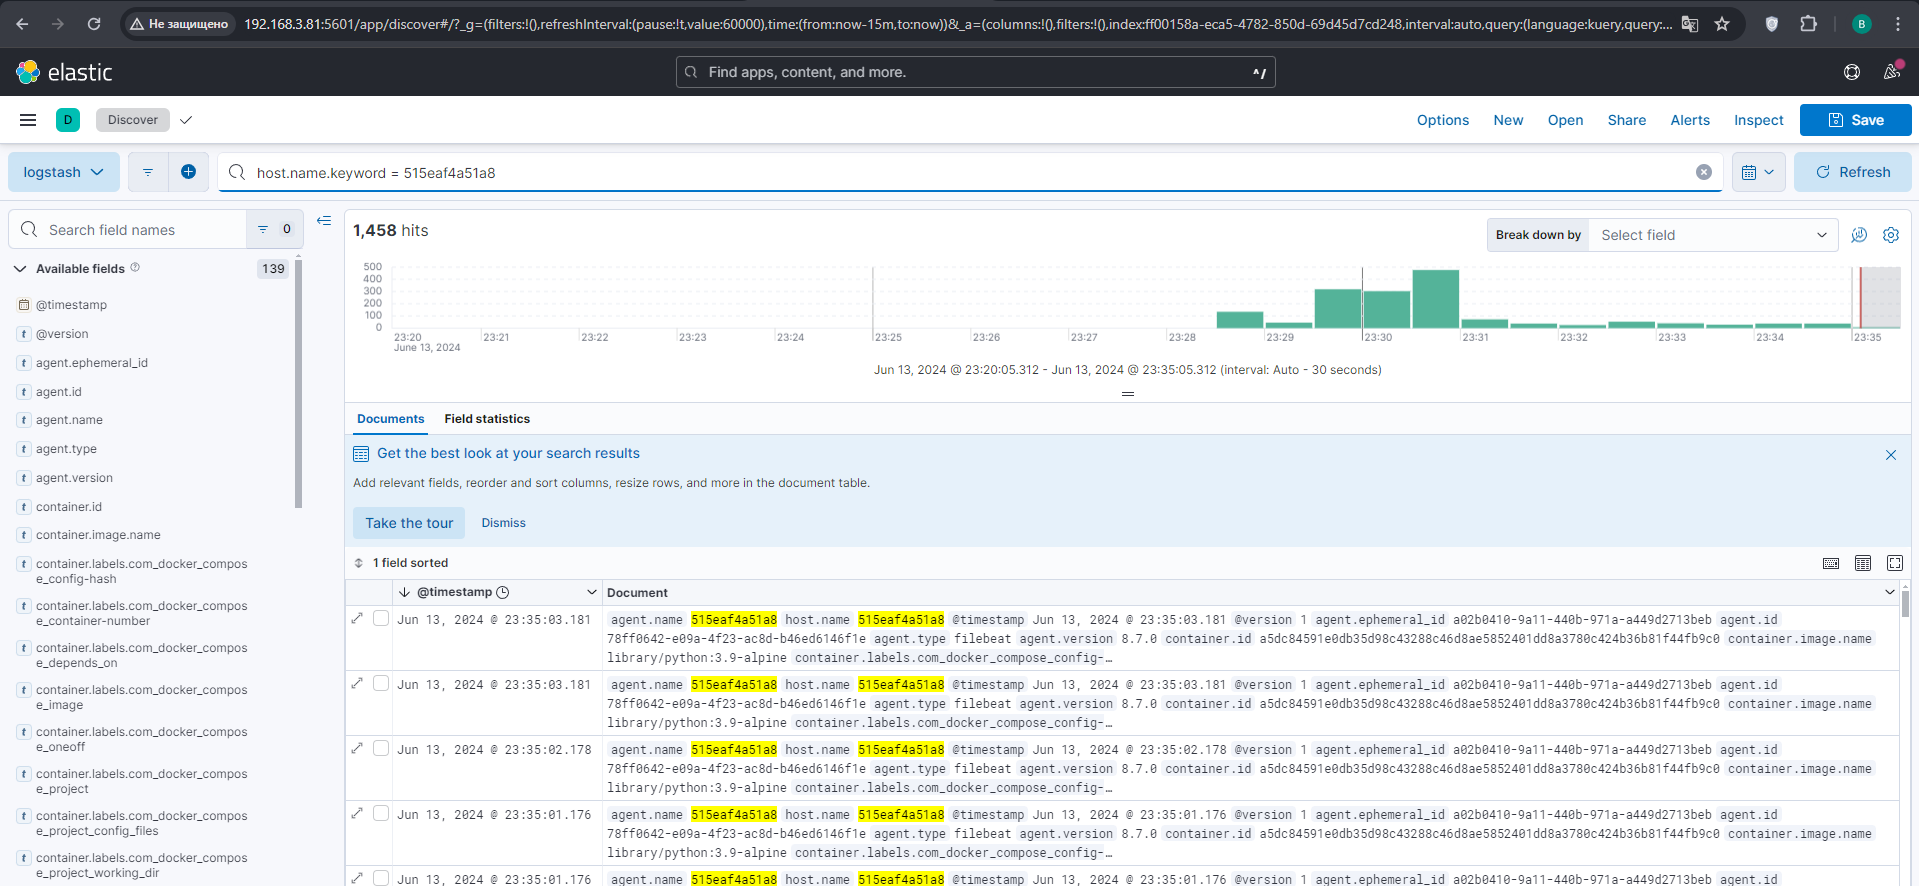 Не защищено 192.168.3.81:5601/app/discover#/?_g=(filters:!(),refreshInterval:(pause:!t,value:60000),time:(from:now-15m,to:now))&_a=(columns:!(),filters:!(),index:ff00158a-eca5-4782-850d-69d45d7cd248,interval:auto,query:(language:kuery,query:... B
elastic Find apps, content, and more. ^/
D Discover Options New Open Share Alerts Inspect Save
logstash host.name.keyword = 515eaf4a51a8 Refresh
Search field names 0
1,458 hits Break down by Select field
Available fields 139
@timestamp
@version
agent.ephemeral_id
agent.id
agent.name
agent.type
agent.version
container.id
container.image.name
container.labels.com_docker_compos
e_config-hash
container.labels.com_docker_compos
e_container-number
container.labels.com_docker_compos
e_depends_on
container.labels.com_docker_compos
e_image
container.labels.com_docker_compos
e_oneoff
container.labels.com_docker_compos
e_project
container.labels.com_docker_compos
e_project_config_files
container.labels.com_docker_compos
e_project_working_dir
500
400
300
200
100
0
23:20 23:21 23:22 23:23 23:24 23:25 23:26 23:27 23:28 23:29 23:30 23:31 23:32 23:33 23:34 23:35
June 13, 2024
Jun 13, 2024 @ 23:20:05.312 - Jun 13, 2024 @ 23:35:05.312 (interval: Auto - 30 seconds)
Documents Field statistics
Get the best look at your search results
Add relevant fields, reorder and sort columns, resize rows, and more in the document table.
Take the tour Dismiss
1 field sorted
@timestamp Document
Jun 13, 2024 @ 23:35:03.181 agent.name 515eaf4a51a8 host.name 515eaf4a51a8 @timestamp Jun 13, 2024 @ 23:35:03.181 @version 1 agent.ephemeral_id a02b0410-9a11-440b-971a-a449d2713beb agent.id
78ff0642-e09a-4f23-ac8d-b46ed6146f1e agent.type filebeat agent.version 8.7.0 container.id a5dc84591e0db35d98c43288c46d8ae5852401dd8a3780c424b36b81f44fb9c0 container.image.name
library/python:3.9-alpine container.labels.com_docker_compose_config-…
Jun 13, 2024 @ 23:35:03.181 agent.name 515eaf4a51a8 host.name 515eaf4a51a8 @timestamp Jun 13, 2024 @ 23:35:03.181 @version 1 agent.ephemeral_id a02b0410-9a11-440b-971a-a449d2713beb agent.id
78ff0642-e09a-4f23-ac8d-b46ed6146f1e agent.type filebeat agent.version 8.7.0 container.id a5dc84591e0db35d98c43288c46d8ae5852401dd8a3780c424b36b81f44fb9c0 container.image.name
library/python:3.9-alpine container.labels.com_docker_compose_config-…
Jun 13, 2024 @ 23:35:02.178 agent.name 515eaf4a51a8 host.name 515eaf4a51a8 @timestamp Jun 13, 2024 @ 23:35:02.178 @version 1 agent.ephemeral_id a02b0410-9a11-440b-971a-a449d2713beb agent.id
78ff0642-e09a-4f23-ac8d-b46ed6146f1e agent.type filebeat agent.version 8.7.0 container.id a5dc84591e0db35d98c43288c46d8ae5852401dd8a3780c424b36b81f44fb9c0 container.image.name
library/python:3.9-alpine container.labels.com_docker_compose_config-…
Jun 13, 2024 @ 23:35:01.176 agent.name 515eaf4a51a8 host.name 515eaf4a51a8 @timestamp Jun 13, 2024 @ 23:35:01.176 @version 1 agent.ephemeral_id a02b0410-9a11-440b-971a-a449d2713beb agent.id
78ff0642-e09a-4f23-ac8d-b46ed6146f1e agent.type filebeat agent.version 8.7.0 container.id a5dc84591e0db35d98c43288c46d8ae5852401dd8a3780c424b36b81f44fb9c0 container.image.name
library/python:3.9-alpine container.labels.com_docker_compose_config-…
Jun 13, 2024 @ 23:35:01.176 agent.name 515eaf4a51a8 host.name 515eaf4a51a8 @timestamp Jun 13, 2024 @ 23:35:01.176 @version 1 agent.ephemeral_id a02b0410-9a11-440b-971a-a449d2713beb agent.id